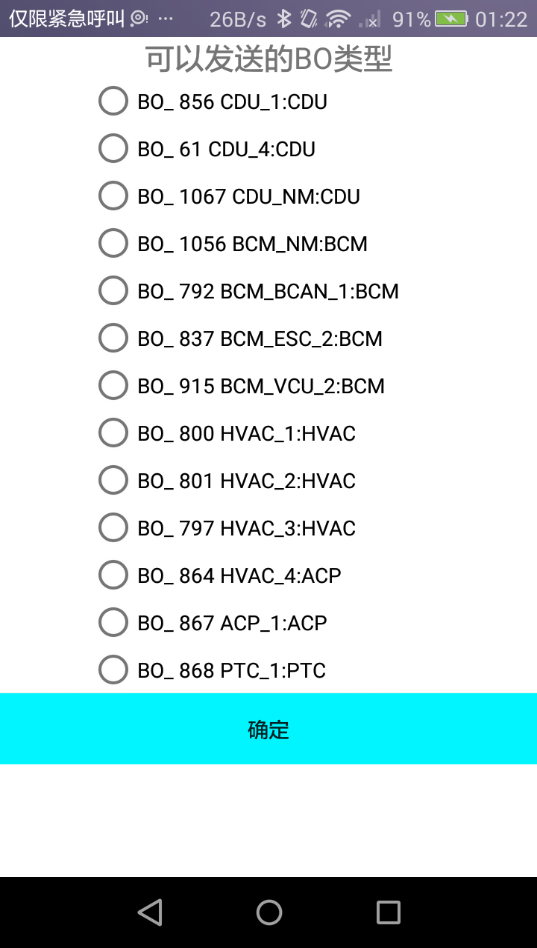 仅限紧急呼叫 ... 26B/s 91% 01:22
可以发送的BO类型
BO_ 856 CDU_1:CDU
BO_ 61 CDU_4:CDU
BO_ 1067 CDU_NM:CDU
BO_ 1056 BCM_NM:BCM
BO_ 792 BCM_BCAN_1:BCM
BO_ 837 BCM_ESC_2:BCM
BO_ 915 BCM_VCU_2:BCM
BO_ 800 HVAC_1:HVAC
BO_ 801 HVAC_2:HVAC
BO_ 797 HVAC_3:HVAC
BO_ 864 HVAC_4:ACP
BO_ 867 ACP_1:ACP
BO_ 868 PTC_1:PTC
确定